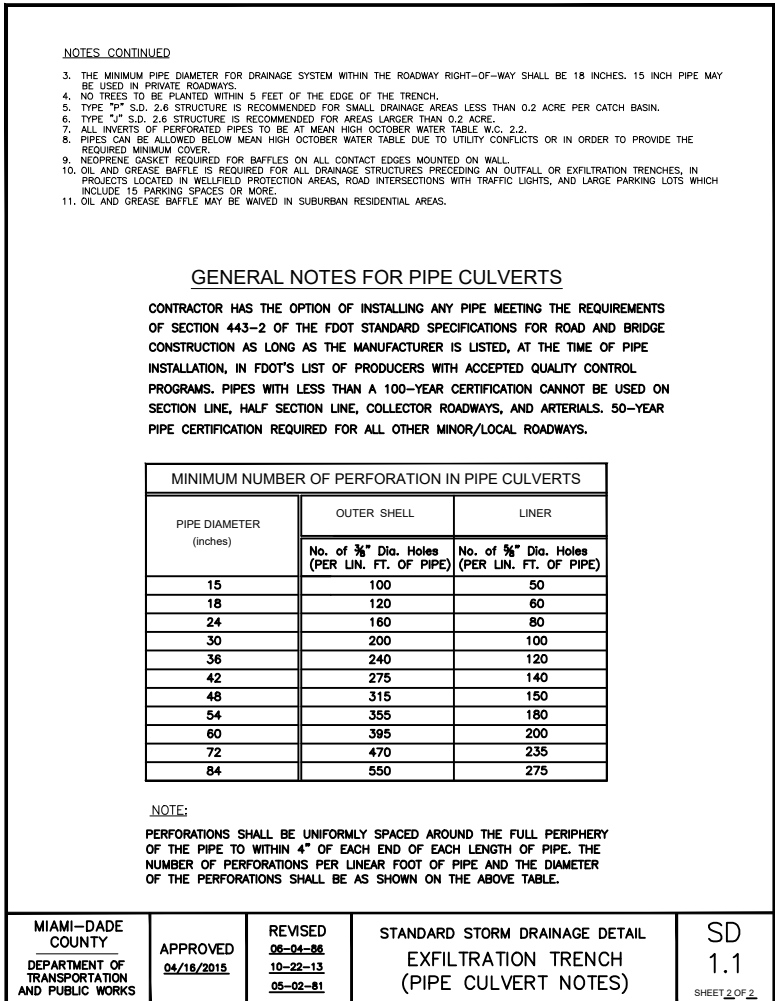 NOTES CONTINUED
3. THE MINIMUM PIPE DIAMETER FOR DRAINAGE SYSTEM WITHIN THE ROADWAY RIGHT-OF-WAY SHALL BE 18 INCHES. 15 INCH PIPE MAY
BE USED IN PRIVATE ROADWAYS.
4. NO TREES TO BE PLANTED WITHIN 5 FEET OF THE EDGE OF THE TRENCH.
5. TYPE "P" S.D. 2.6 STRUCTURE IS RECOMMENDED FOR SMALL DRAINAGE AREAS LESS THAN 0.2 ACRE PER CATCH BASIN.
6. TYPE "J" S.D. 2.6 STRUCTURE IS RECOMMENDED FOR AREAS LARGER THAN 0.2 ACRE.
7. ALL INVERTS OF PERFORATED PIPES TO BE AT MEAN HIGH OCTOBER WATER TABLE W.C. 2.2.
8. PIPES CAN BE ALLOWED BELOW MEAN HIGH OCTOBER WATER TABLE DUE TO UTILITY CONFLICTS OR IN ORDER TO PROVIDE THE
REQUIRED MINIMUM COVER.
9. NEOPRENE GASKET REQUIRED FOR BAFFLES ON ALL CONTACT EDGES MOUNTED ON WALL.
10. OIL AND GREASE BAFFLE IS REQUIRED FOR ALL DRAINAGE STRUCTURES PRECEDING AN OUTFALL OR EXFILTRATION TRENCHES, IN
PROJECTS LOCATED IN WELLFIELD PROTECTION AREAS, ROAD INTERSECTIONS WITH TRAFFIC LIGHTS, AND LARGE PARKING LOTS WHICH
INCLUDE 15 PARKING SPACES OR MORE.
11. OIL AND GREASE BAFFLE MAY BE WAIVED IN SUBURBAN RESIDENTIAL AREAS.
GENERAL NOTES FOR PIPE CULVERTS
CONTRACTOR HAS THE OPTION OF INSTALLING ANY PIPE MEETING THE REQUIREMENTS
OF SECTION 443-2 OF THE FDOT STANDARD SPECIFICATIONS FOR ROAD AND BRIDGE
CONSTRUCTION AS LONG AS THE MANUFACTURER IS LISTED, AT THE TIME OF PIPE
INSTALLATION, IN FDOT'S LIST OF PRODUCERS WITH ACCEPTED QUALITY CONTROL
PROGRAMS. PIPES WITH LESS THAN A 100-YEAR CERTIFICATION CANNOT BE USED ON
SECTION LINE, HALF SECTION LINE, COLLECTOR ROADWAYS, AND ARTERIALS. 50-YEAR
PIPE CERTIFICATION REQUIRED FOR ALL OTHER MINOR/LOCAL ROADWAYS.
MINIMUM NUMBER OF PERFORATION IN PIPE CULVERTS
PIPE DIAMETER
(inches)
OUTER SHELL
LINER
No. of ⅜" Dia. Holes
(PER LIN. FT. OF PIPE)
No. of ⅝" Dia. Holes
(PER LIN. FT. OF PIPE)
15 100 50
18 120 60
24 160 80
30 200 100
36 240 120
42 275 140
48 315 150
54 355 180
60 395 200
72 470 235
84 550 275
NOTE:
PERFORATIONS SHALL BE UNIFORMLY SPACED AROUND THE FULL PERIPHERY
OF THE PIPE TO WITHIN 4" OF EACH END OF EACH LENGTH OF PIPE. THE
NUMBER OF PERFORATIONS PER LINEAR FOOT OF PIPE AND THE DIAMETER
OF THE PERFORATIONS SHALL BE AS SHOWN ON THE ABOVE TABLE.
MIAMI-DADE
COUNTY
DEPARTMENT OF
TRANSPORTATION
AND PUBLIC WORKS
APPROVED
04/16/2015
REVISED
06-04-86
10-22-13
05-02-81
STANDARD STORM DRAINAGE DETAIL
EXFILTRATION TRENCH
(PIPE CULVERT NOTES)
SD
1.1
SHEET 2 OF 2